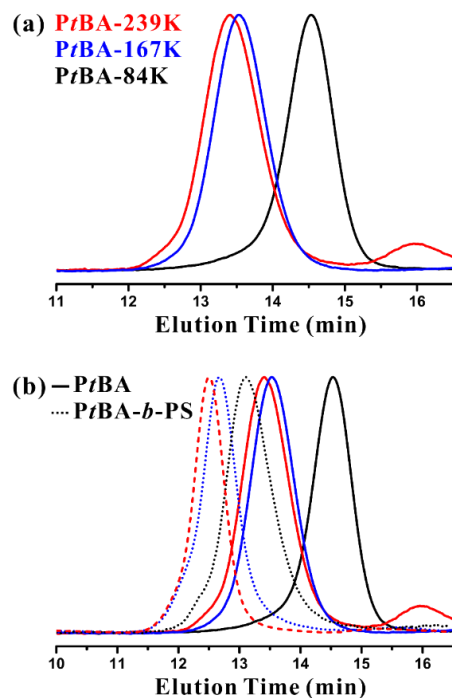 (a) PtBA-239K
PtBA-167K
PtBA-84K
11 12 13 14 15 16
Elution Time (min)
(b) PtBA
PtBA-b-PS
10 11 12 13 14 15 16
Elution Time (min)